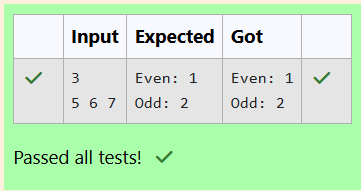 Input Expected Got
3 Even: 1 Even: 1
5 6 7 Odd: 2 Odd: 2
Passed all tests!